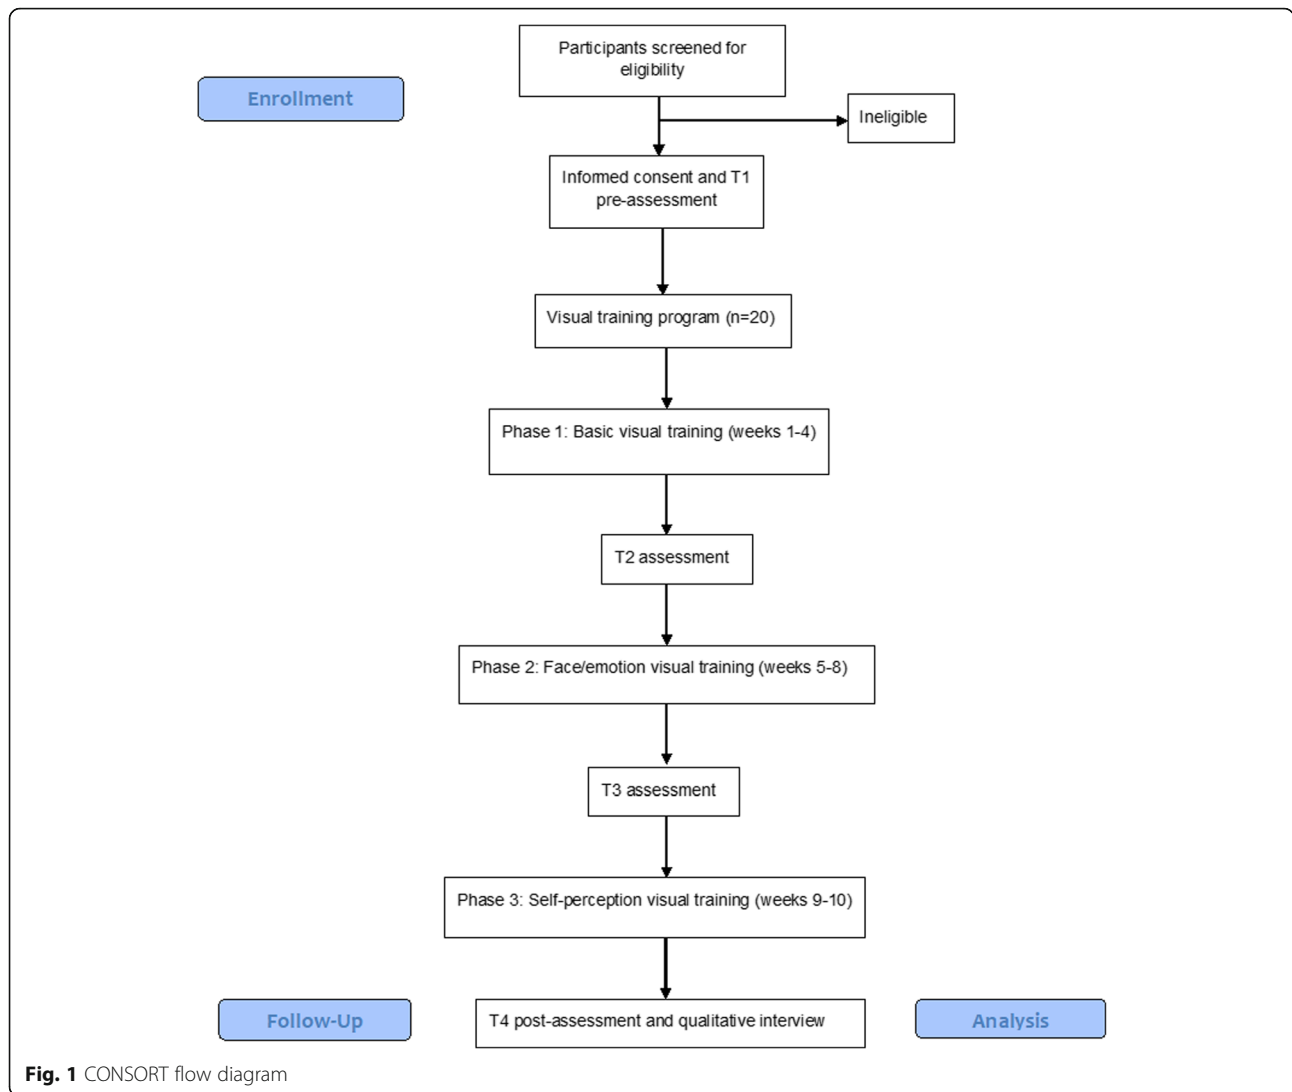 Participants screened for
eligibility
Enrollment
Ineligible
Informed consent and T1
pre-assessment
Visual training program (n=20)
Phase 1: Basic visual training (weeks 1-4)
T2 assessment
Phase 2: Face/emotion visual training (weeks 5-8)
T3 assessment
Phase 3: Self-perception visual training (weeks 9-10)
Follow-Up
T4 post-assessment and qualitative interview
Analysis
Fig. 1 CONSORT flow diagram